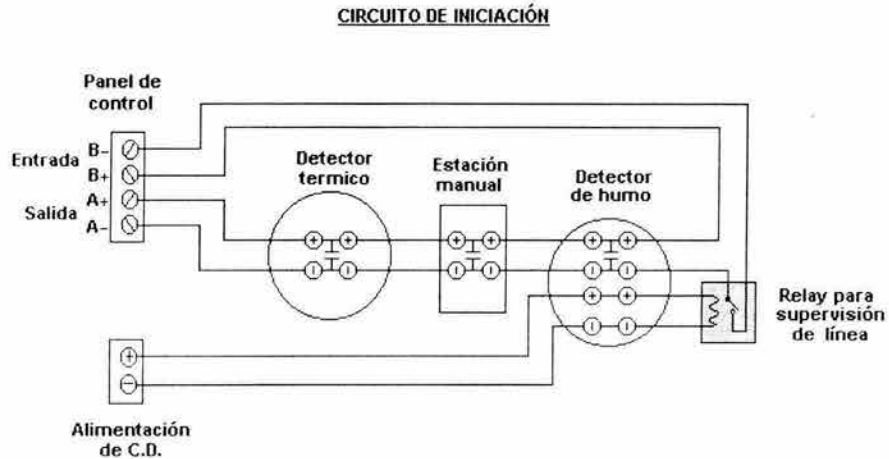 CIRCUITO DE INICIACIÓN
Panel de
control
Entrada
B-
B+
Salida
A+
A-
Detector
termico
Estación
manual
Detector
de humo
+ + + + + +
- - - - - -
+ +
- -
Relay para
supervisión
de línea
+
-
Alimentación
de C.D.